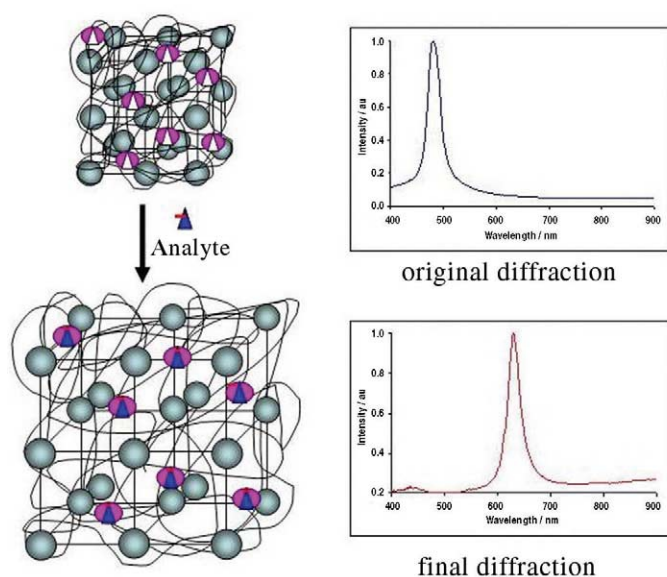 Analyte
Intensity / au
1.0
0.8
0.6
0.4
0.2
0.0
400 500 600 700 800 900
Wavelength / nm
original diffraction
Intensity / au
1.0
0.8
0.6
0.4
0.2
400 500 600 700 800 900
Wavelength / nm
final diffraction